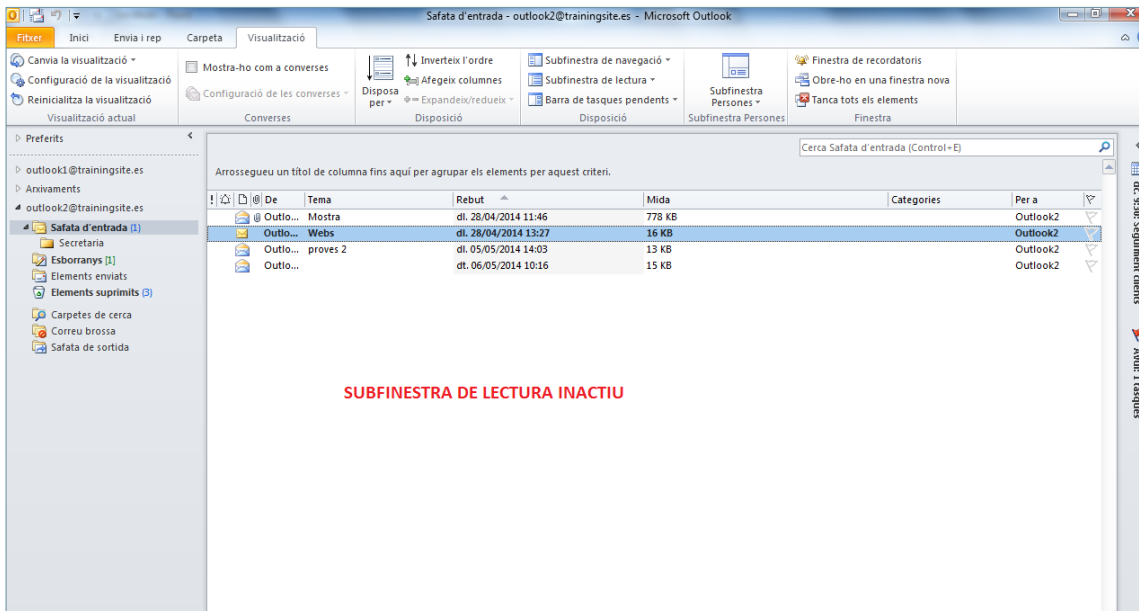 Safata d'entrada - outlook2@trainingsite.es - Microsoft Outlook
Fitxer Inici Envia i rep Carpeta Visualització
Canvia la visualització
Configuració de la visualització
Reinicialitza la visualització
Visualització actual
Mostra-ho com a converses
Configuració de les converses
Converses
Disposa per
Inverteix l'ordre
Afegeix columnes
Expandeix/redueix
Disposició
Subfinestra de navegació
Subfinestra de lectura
Barra de tasques pendents
Disposició
Subfinestra
Persones
Subfinestra Persones
Finestra de recordatoris
Obre-ho en una finestra nova
Tanca tots els elements
Finestra
Preferits
outlook1@trainingsite.es
Arxivaments
outlook2@trainingsite.es
Safata d'entrada (1)
Secretaria
Esborranys [1]
Elements enviats
Elements suprimits (3)
Carpetes de cerca
Correu brossa
Safata de sortida
Cerca Safata d'entrada (Control+E)
Arrossegueu un títol de columna fins aquí per agrupar els elements per aquest criteri.
De Tema Rebut Mida Categories Per a
Outlo... Mostra dl. 28/04/2014 11:46 778 KB Outlook2
Outlo... Webs dl. 28/04/2014 13:27 16 KB Outlook2
Outlo... proves 2 dl. 05/05/2014 14:03 13 KB Outlook2
Outlo... dt. 06/05/2014 10:16 15 KB Outlook2
SUBFINESTRA DE LECTURA INACTIU
dt. 9:30: Seguiment clients
Avui: 1 tasques